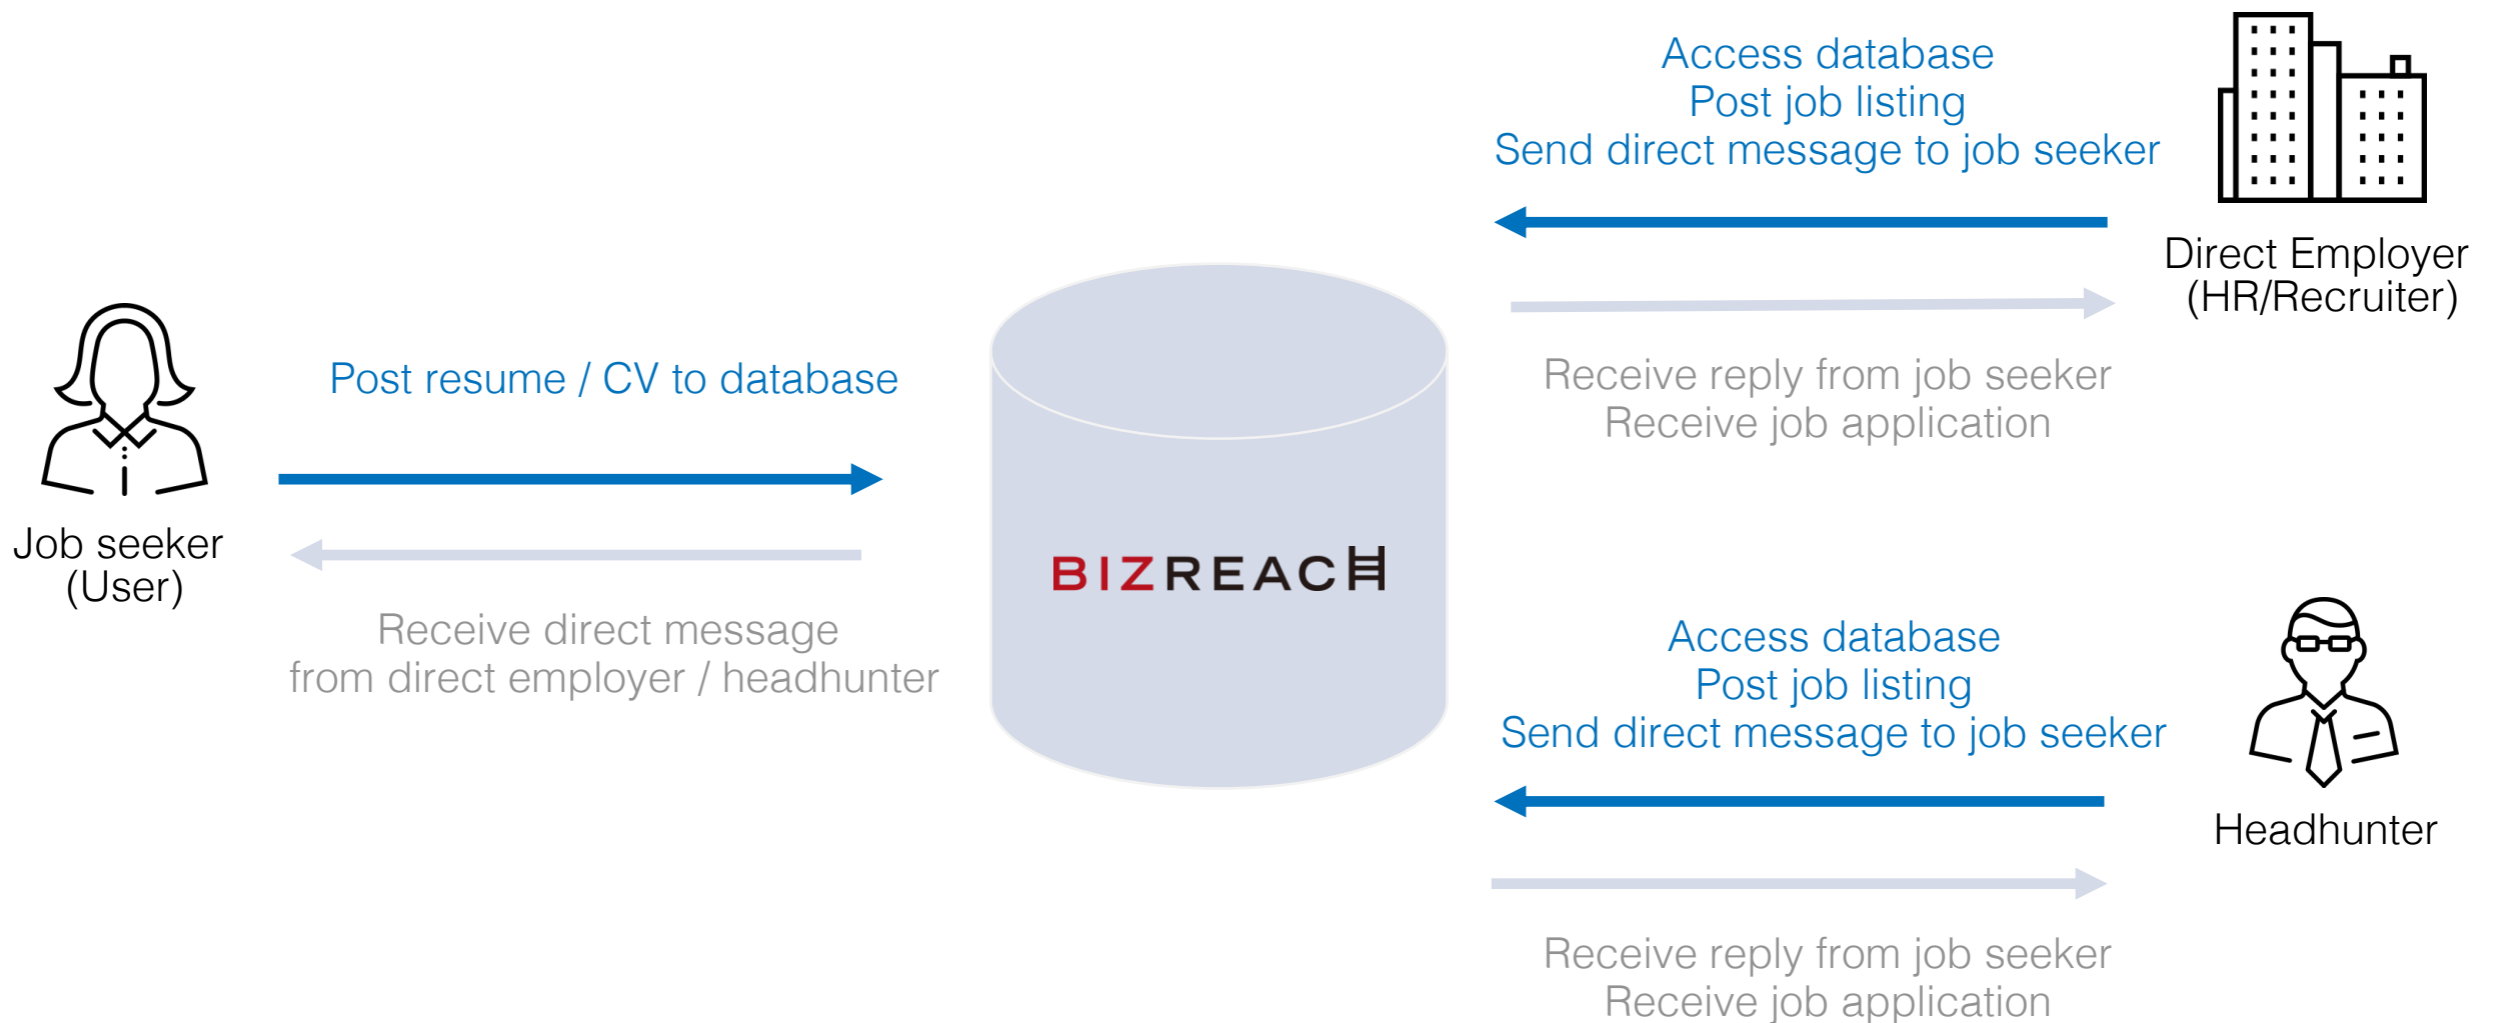 Access database
Post job listing
Send direct message to job seeker
Direct Employer
(HR/Recruiter)
Receive reply from job seeker
Receive job application
Post resume / CV to database
Job seeker
(User)
Receive direct message
from direct employer / headhunter
BIZREACH
Access database
Post job listing
Send direct message to job seeker
Headhunter
Receive reply from job seeker
Receive job application